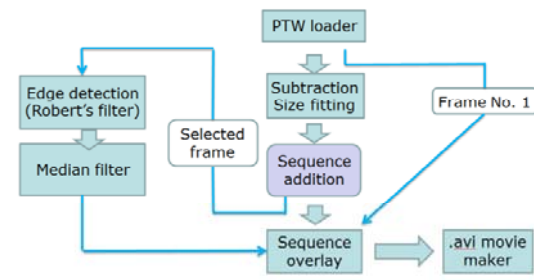 PTW loader
Edge detection
(Robert's filter)
Subtraction
Size fitting
Frame No. 1
Selected
frame
Median filter
Sequence
addition
Sequence
overlay
.avi movie
maker